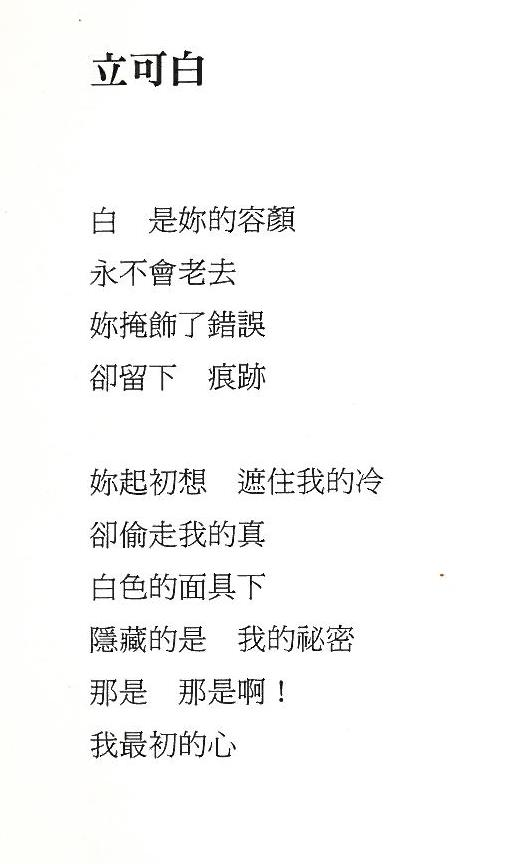 立可白
白　是妳的容顏
永不會老去
妳掩飾了錯誤
卻留下　痕跡
妳起初想　遮住我的冷
卻偷走我的真
白色的面具下
隱藏的是　我的祕密
那是　那是啊！
我最初的心